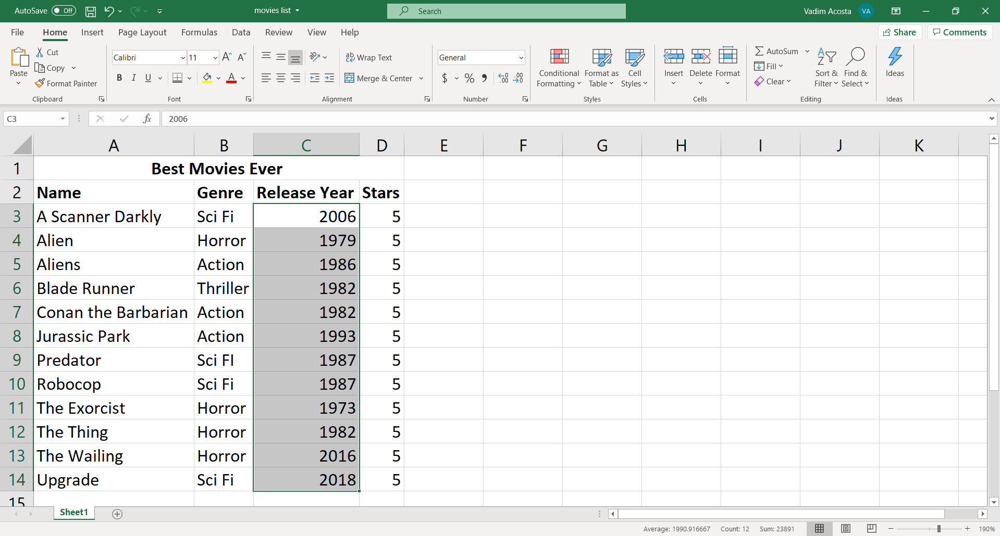 AutoSave Off movies list Search Vadim Acosta VA
File Home Insert Page Layout Formulas Data Review View Help Share Comments
Paste Cut Copy Format Painter
Clipboard
Calibri 11
B I U A
Font
ab Wrap Text
Merge & Center
Alignment
General
$ % 9 .00 .00
Number
Conditional Formatting Format as Table Cell Styles
Styles
Insert Delete Format
Cells
AutoSum Fill Clear
Sort & Filter Find & Select
Editing
Ideas
Ideas
C3 fx 2006
A B C D E F G H I J K
1 Best Movies Ever
2 Name Genre Release Year Stars
3 A Scanner Darkly Sci Fi 2006 5
4 Alien Horror 1979 5
5 Aliens Action 1986 5
6 Blade Runner Thriller 1982 5
7 Conan the Barbarian Action 1982 5
8 Jurassic Park Action 1993 5
9 Predator Sci FI 1987 5
10 Robocop Sci Fi 1987 5
11 The Exorcist Horror 1973 5
12 The Thing Horror 1982 5
13 The Wailing Horror 2016 5
14 Upgrade Sci Fi 2018 5
15
Sheet1
Average: 1990.916667 Count: 12 Sum: 23891 190%